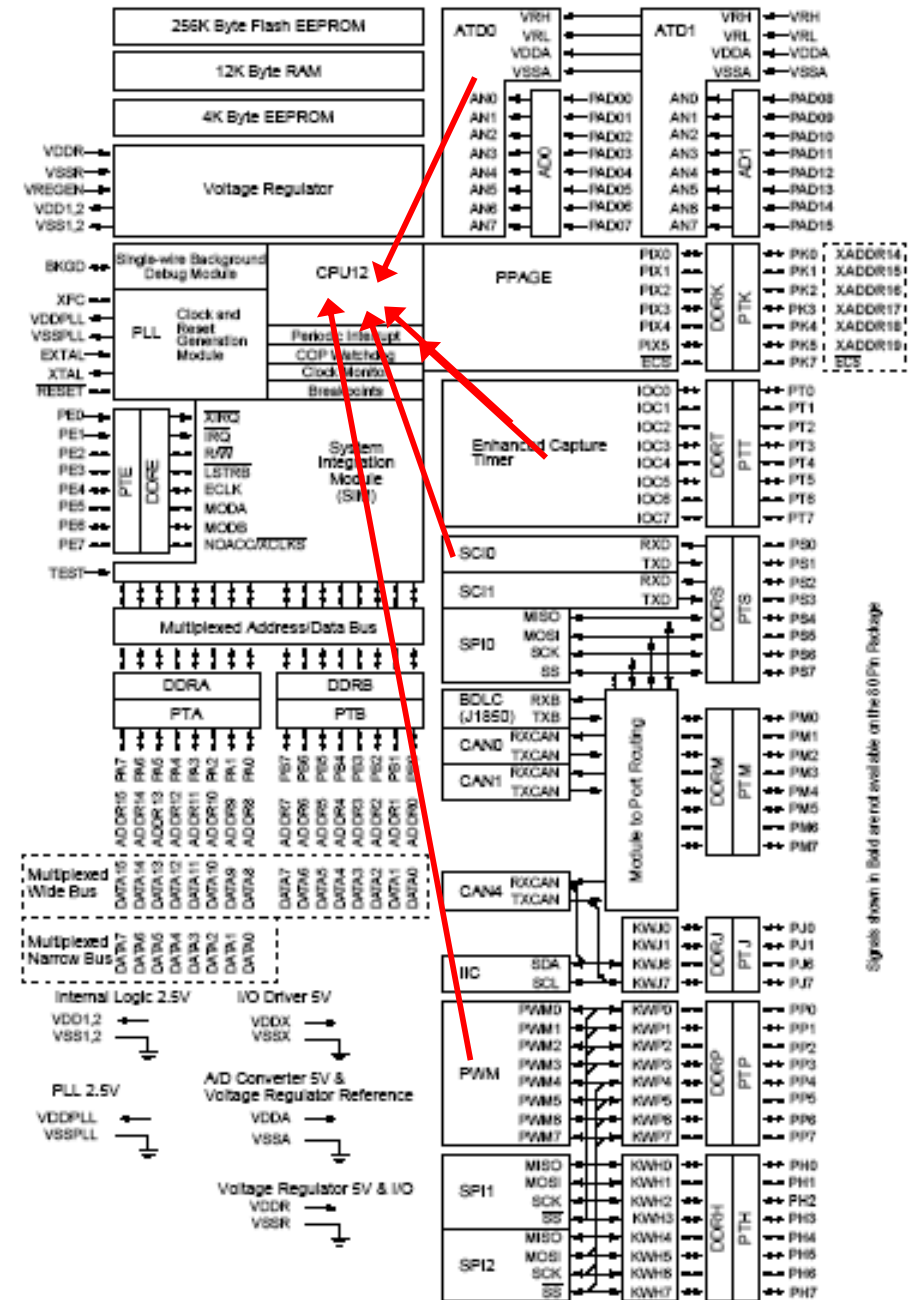 256K Byte Flash EEPROM
12K Byte RAM
4K Byte EEPROM
VDDR
VSSR
VREGEN
VDD1,2
VSS1,2
Voltage Regulator
ATD0
VRH
VRL
VDDA
VSSA
AN0
AN1
AN2
AN3
AN4
AN5
AN6
AN7
AD0
PAD00
PAD01
PAD02
PAD03
PAD04
PAD05
PAD06
PAD07
ATD1
VRH
VRL
VDDA
VSSA
VRH
VRL
VDDA
VSSA
AN0
AN1
AN2
AN3
AN4
AN5
AN6
AN7
AD1
PAD08
PAD09
PAD10
PAD11
PAD12
PAD13
PAD14
PAD15
BKGD
Single-wire Background
Debug Module
CPU12
XFC
VDDPLL
VSSPLL
EXTAL
XTAL
RESET
PLL
Clock and
Reset
Generation
Module
Periodic Interrupt
COP Watchdog
Clock Monitor
Breakpoints
PPAGE
PIX0
PIX1
PIX2
PIX3
PIX4
PIX5
ECS
DDRK
PTK
PK0
PK1
PK2
PK3
PK4
PK5
PK7
XADDR14
XADDR15
XADDR16
XADDR17
XADDR18
XADDR19
ECS
PE0
PE1
PE2
PE3
PE4
PE5
PE6
PE7
PTE
DDRE
XIRQ
IRQ
R/W
LSTRB
ECLK
MODA
MODB
NOACC/XCLKS
TEST
System
Integration
Module
(SIM)
Enhanced Capture
Timer
IOC0
IOC1
IOC2
IOC3
IOC4
IOC5
IOC6
IOC7
DDRT
PTT
PT0
PT1
PT2
PT3
PT4
PT5
PT6
PT7
SCI0
RXD
TXD
SCI1
RXD
TXD
SPI0
MISO
MOSI
SCK
SS
DDRS
PTS
PS0
PS1
PS2
PS3
PS4
PS5
PS6
PS7
Multiplexed Address/Data Bus
DDRA
PTA
DDRB
PTB
PA7
PA6
PA5
PA4
PA3
PA2
PA1
PA0
PB7
PB6
PB5
PB4
PB3
PB2
PB1
PB0
ADDR15
ADDR14
ADDR13
ADDR12
ADDR11
ADDR10
ADDR9
ADDR8
ADDR7
ADDR6
ADDR5
ADDR4
ADDR3
ADDR2
ADDR1
ADDR0
Multiplexed
Wide Bus
DATA15
DATA14
DATA13
DATA12
DATA11
DATA10
DATA9
DATA8
DATA7
DATA6
DATA5
DATA4
DATA3
DATA2
DATA1
DATA0
Multiplexed
Narrow Bus
DATA7
DATA6
DATA5
DATA4
DATA3
DATA2
DATA1
DATA0
BDLC
(J1850)
RXB
TXB
CAN0
RXCAN
TXCAN
CAN1
RXCAN
TXCAN
CAN4
RXCAN
TXCAN
Module to Port Routing
DDRM
PTM
PM0
PM1
PM2
PM3
PM4
PM5
PM6
PM7
IIC
SDA
SCL
KWJ0
KWJ1
KWJ6
KWJ7
DDRJ
PTJ
PJ0
PJ1
PJ6
PJ7
PWM
PWM0
PWM1
PWM2
PWM3
PWM4
PWM5
PWM6
PWM7
KWP0
KWP1
KWP2
KWP3
KWP4
KWP5
KWP6
KWP7
DDRP
PTP
PP0
PP1
PP2
PP3
PP4
PP5
PP6
PP7
SPI1
MISO
MOSI
SCK
SS
SPI2
MISO
MOSI
SCK
SS
KWH0
KWH1
KWH2
KWH3
KWH4
KWH5
KWH6
KWH7
DDRH
PTH
PH0
PH1
PH2
PH3
PH4
PH5
PH6
PH7
Internal Logic 2.5V
VDD1,2
VSS1,2
I/O Driver 5V
VDDX
VSSX
PLL 2.5V
VDDPLL
VSSPLL
A/D Converter 5V &
Voltage Regulator Reference
VDDA
VSSA
Voltage Regulator 5V & I/O
VDDR
VSSR
Signals shown in Bold are not available on the 80 Pin Package